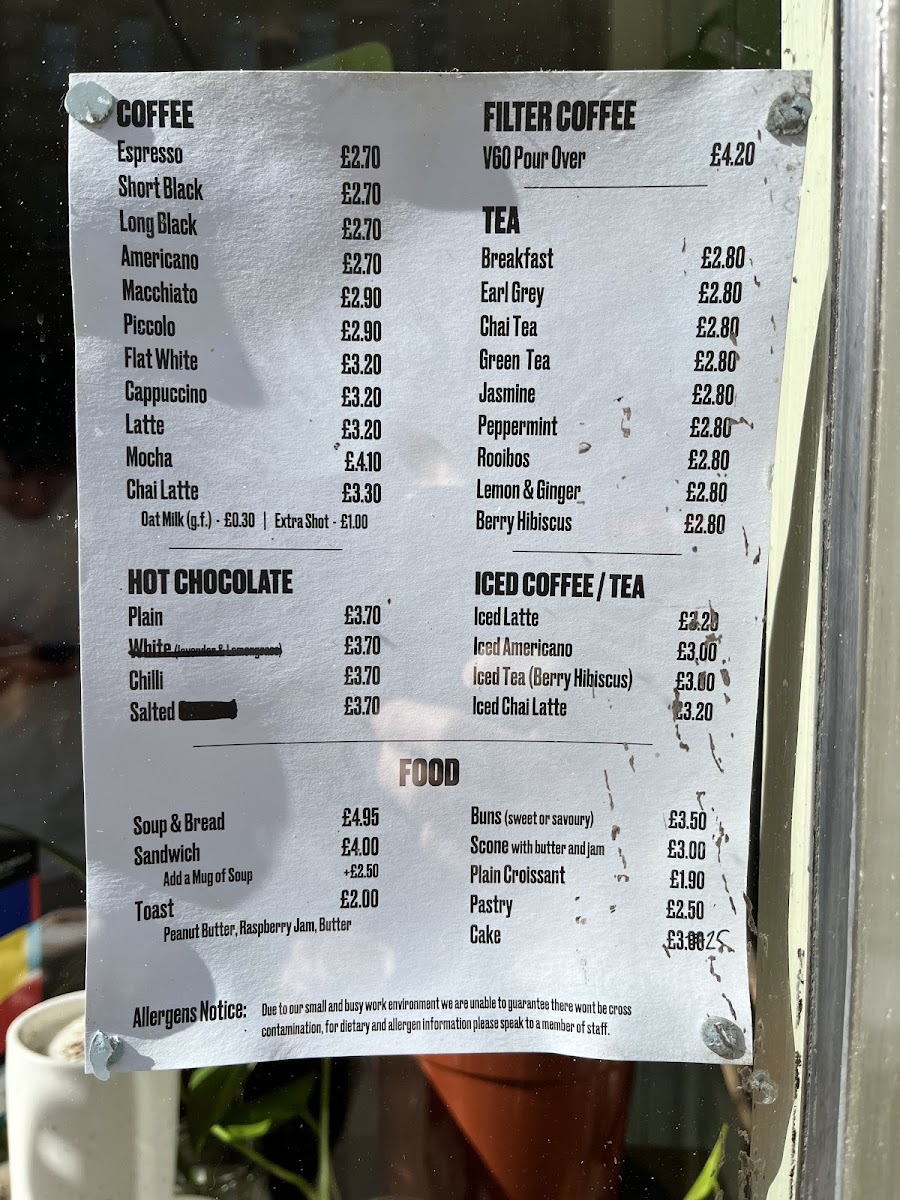 COFFEE
Espresso £2.70
Short Black £2.70
Long Black £2.70
Americano £2.70
Macchiato £2.90
Piccolo £2.90
Flat White £3.20
Cappuccino £3.20
Latte £3.20
Mocha £4.10
Chai Latte £3.30
Oat Milk (g.f.) - £0.30 | Extra Shot - £1.00
HOT CHOCOLATE
Plain £3.70
White (lavender & Lemongrass) £3.70
Chilli £3.70
Salted £3.70
FILTER COFFEE
V60 Pour Over £4.20
TEA
Breakfast £2.80
Earl Grey £2.80
Chai Tea £2.80
Green Tea £2.80
Jasmine £2.80
Peppermint £2.80
Rooibos £2.80
Lemon & Ginger £2.80
Berry Hibiscus £2.80
ICED COFFEE / TEA
Iced Latte £3.20
Iced Americano £3.00
Iced Tea (Berry Hibiscus) £3.00
Iced Chai Latte £3.20
FOOD
Soup & Bread £4.95
Sandwich £4.00
Add a Mug of Soup +£2.50
Toast £2.00
Peanut Butter, Raspberry Jam, Butter
Buns (sweet or savoury) £3.50
Scone with butter and jam £3.00
Plain Croissant £1.90
Pastry £2.50
Cake £3.25
Allergens Notice: Due to our small and busy work environment we are unable to guarantee there wont be cross
contamination, for dietary and allergen information please speak to a member of staff.